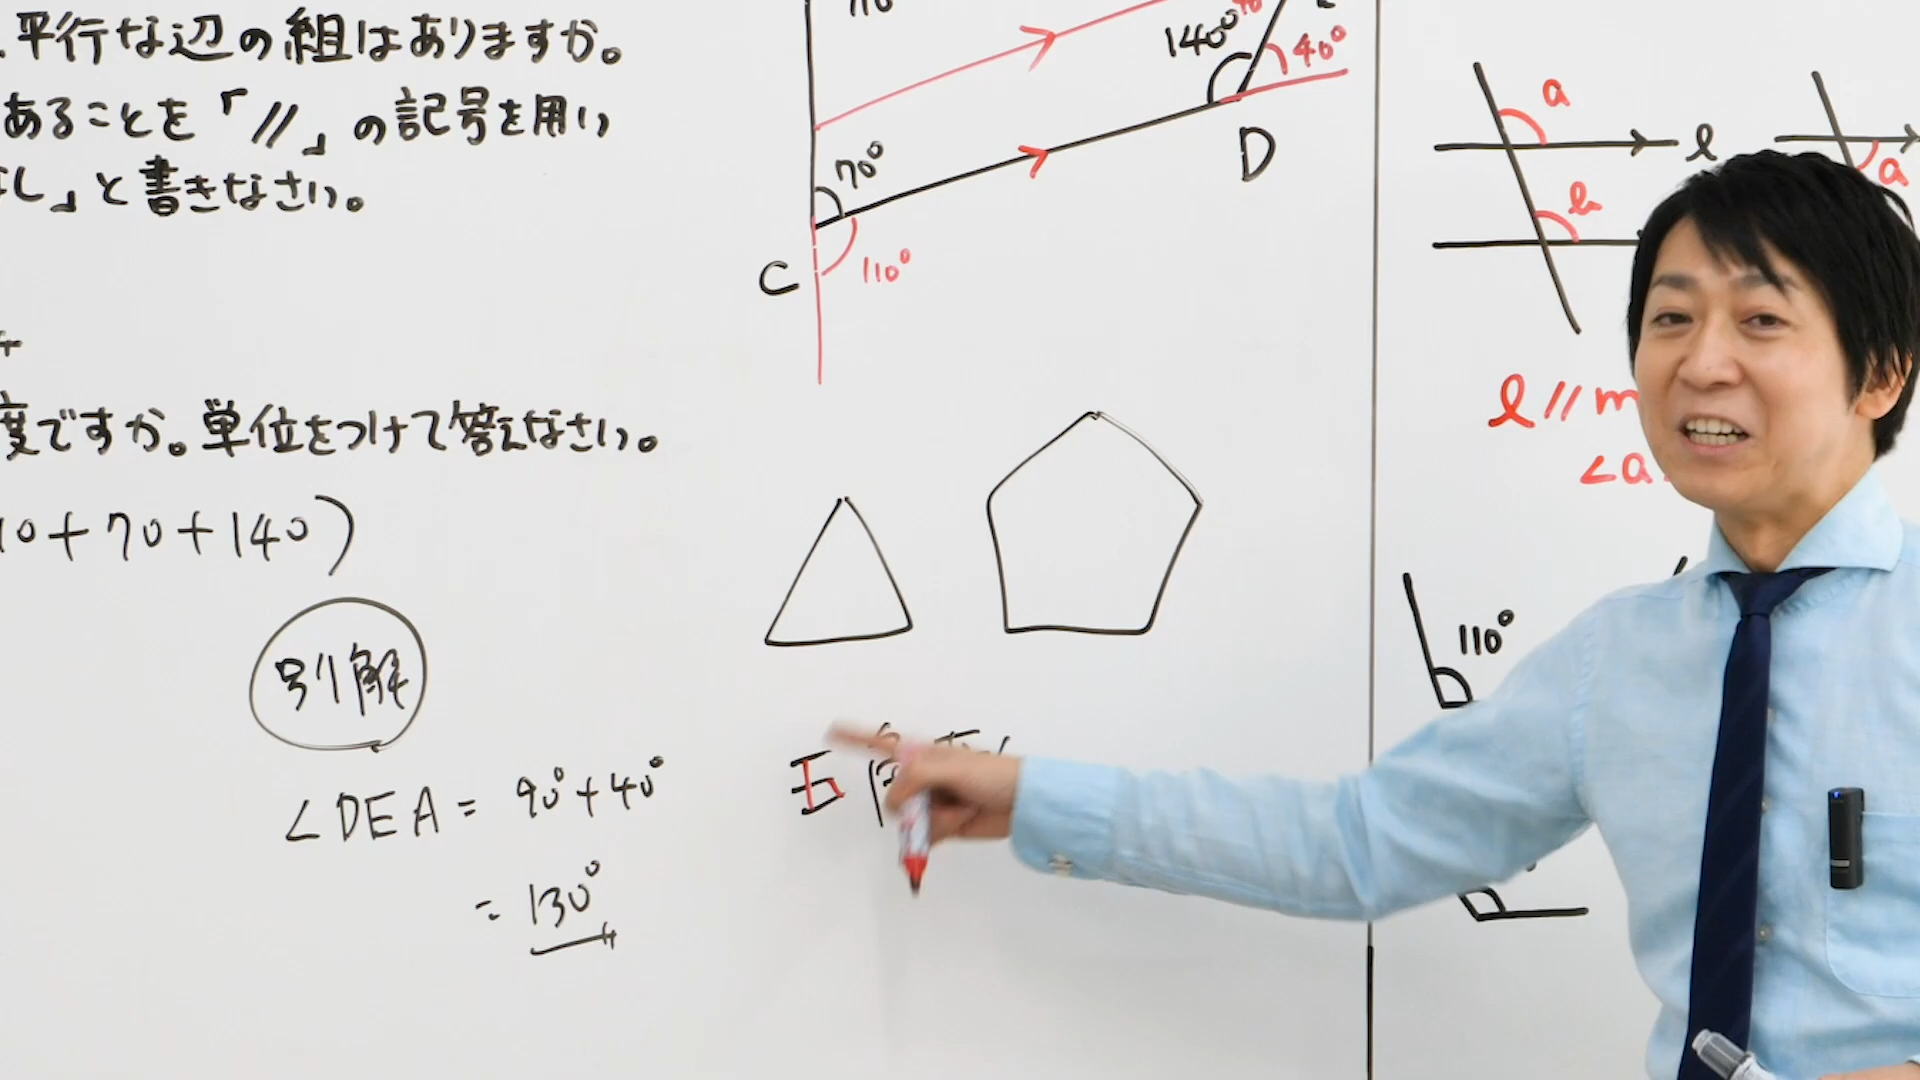 平行な辺の組はありますか。
あることを「//」の記号を用い
」と書きなさい。
度ですか。単位をつけて答えなさい。
10+70+140)
別解
∠DEA = 90°+40°
= 130°
140°
40°
70°
D
C
110°
五角形
a
l
b
a
l//m
∠a
110°